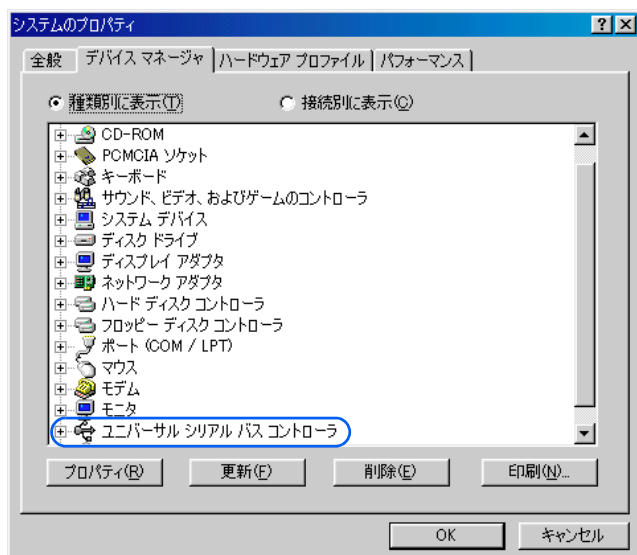 システムのプロパティ
全般 デバイス マネージャ ハードウェア プロファイル パフォーマンス
種類別に表示(T) 接続別に表示(C)
CD-ROM
PCMCIA ソケット
キーボード
サウンド、ビデオ、およびゲームのコントローラ
システム デバイス
ディスク ドライブ
ディスプレイ アダプタ
ネットワーク アダプタ
ハード ディスク コントローラ
フロッピー ディスク コントローラ
ポート (COM / LPT)
マウス
モデム
モニタ
ユニバーサル シリアル バス コントローラ
プロパティ(R) 更新(F) 削除(E) 印刷(N)...
OK キャンセル